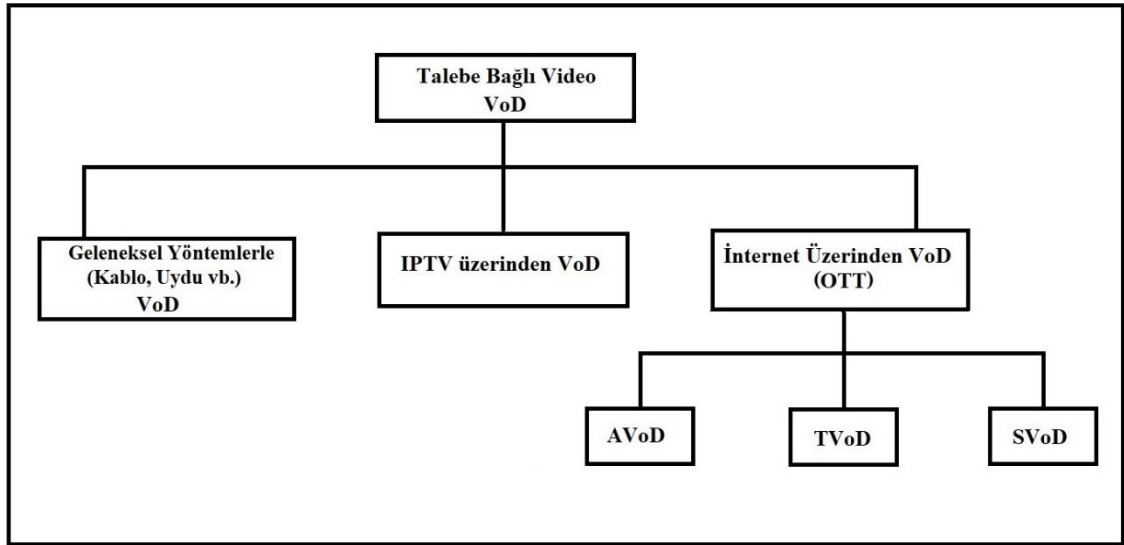 Talebe Bağlı Video
VoD
Geleneksel Yöntemlerle
(Kablo, Uydu vb.)
VoD
IPTV üzerinden VoD
İnternet Üzerinden VoD
(OTT)
AVoD
TVoD
SVoD